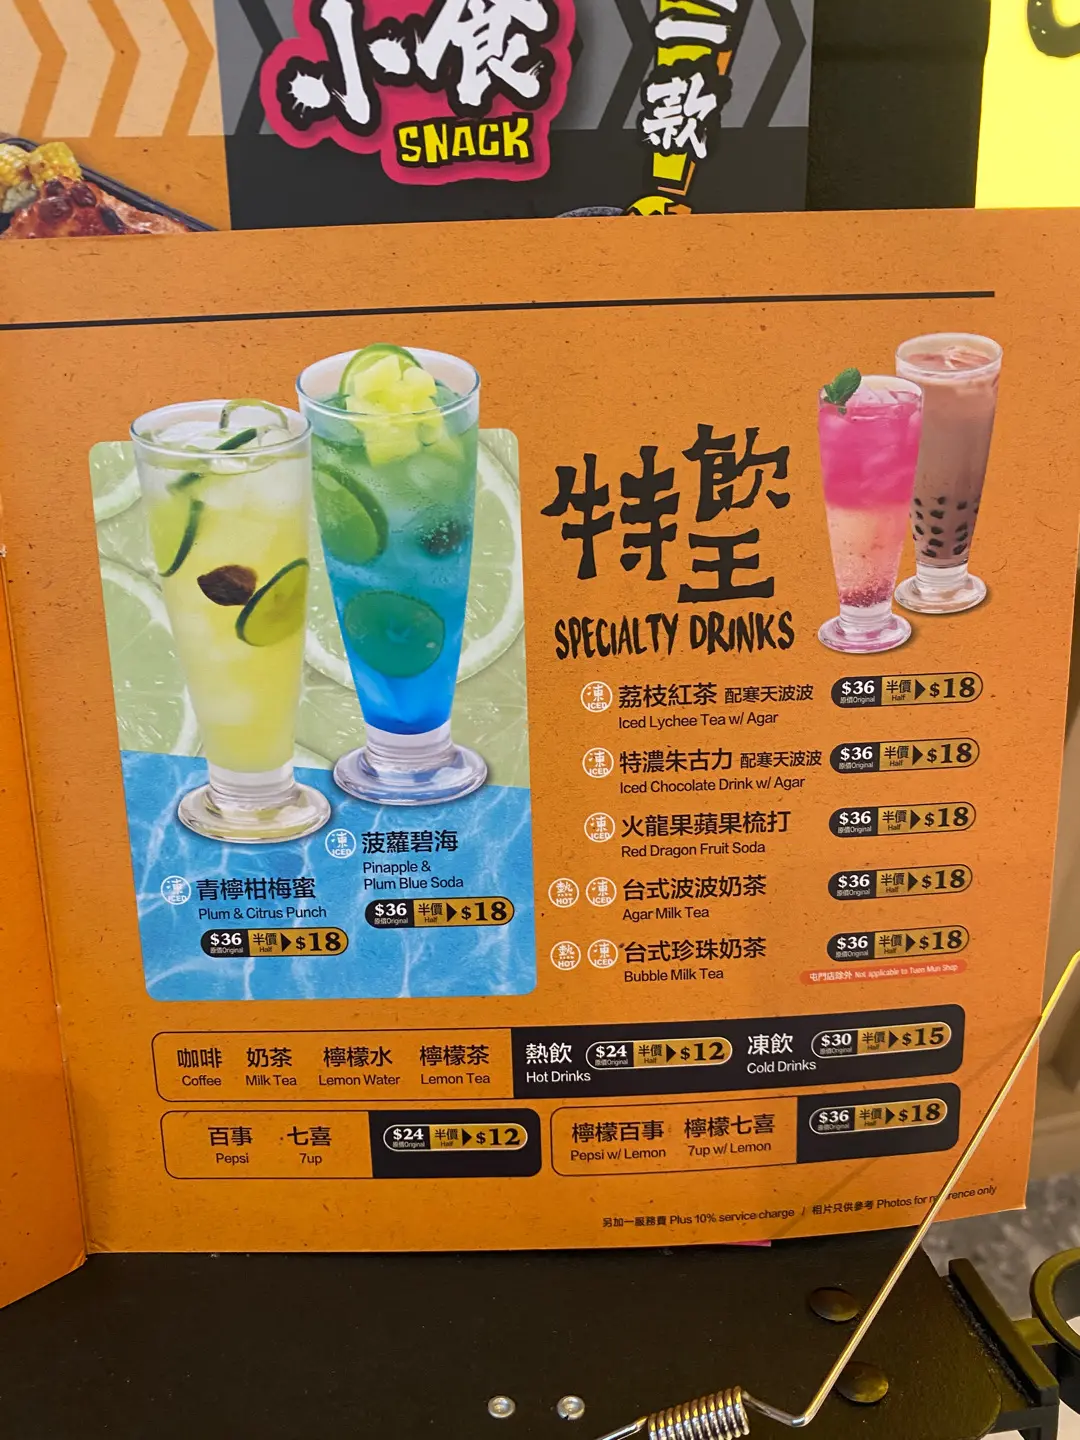 小食
SNACK
款
特飲王
SPECIALTY DRINKS
凍 ICED 荔枝紅茶 配寒天波波 $36 原價Original 半價 Half $18
Iced Lychee Tea w/ Agar
凍 ICED 特濃朱古力 配寒天波波 $36 原價Original 半價 Half $18
Iced Chocolate Drink w/ Agar
凍 ICED 火龍果蘋果梳打 $36 原價Original 半價 Half $18
Red Dragon Fruit Soda
熱 HOT 凍 ICED 台式波波奶茶 $36 原價Original 半價 Half $18
Agar Milk Tea
熱 HOT 凍 ICED 台式珍珠奶茶 $36 原價Original 半價 Half $18
Bubble Milk Tea
屯門店除外 Not applicable to Tuen Mun Shop
凍 ICED 菠蘿碧海
Pinapple &
Plum Blue Soda
$36 原價Original 半價 Half $18
凍 ICED 青檸柑梅蜜
Plum & Citrus Punch
$36 原價Original 半價 Half $18
咖啡 奶茶 檸檬水 檸檬茶
Coffee Milk Tea Lemon Water Lemon Tea
熱飲 $24 原價Original 半價 Half $12
Hot Drinks
凍飲 $30 原價Original 半價 Half $15
Cold Drinks
百事 七喜
Pepsi 7up
$24 原價Original 半價 Half $12
檸檬百事 檸檬七喜
Pepsi w/ Lemon 7up w/ Lemon
$36 原價Original 半價 Half $18
另加一服務費 Plus 10% service charge / 相片只供參考 Photos for reference only